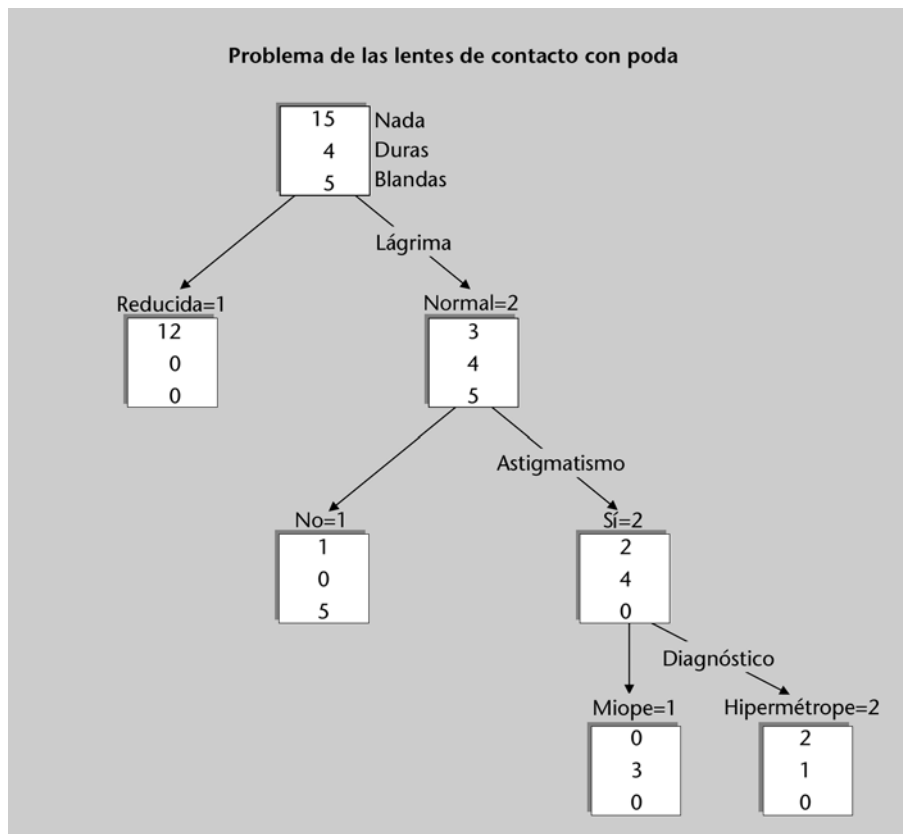 Problema de las lentes de contacto con poda
15 Nada
4 Duras
5 Blandas
Lágrima
Reducida=1
12
0
0
Normal=2
3
4
5
Astigmatismo
No=1
1
0
5
Sí=2
2
4
0
Diagnóstico
Miope=1
0
3
0
Hipermétrope=2
2
1
0